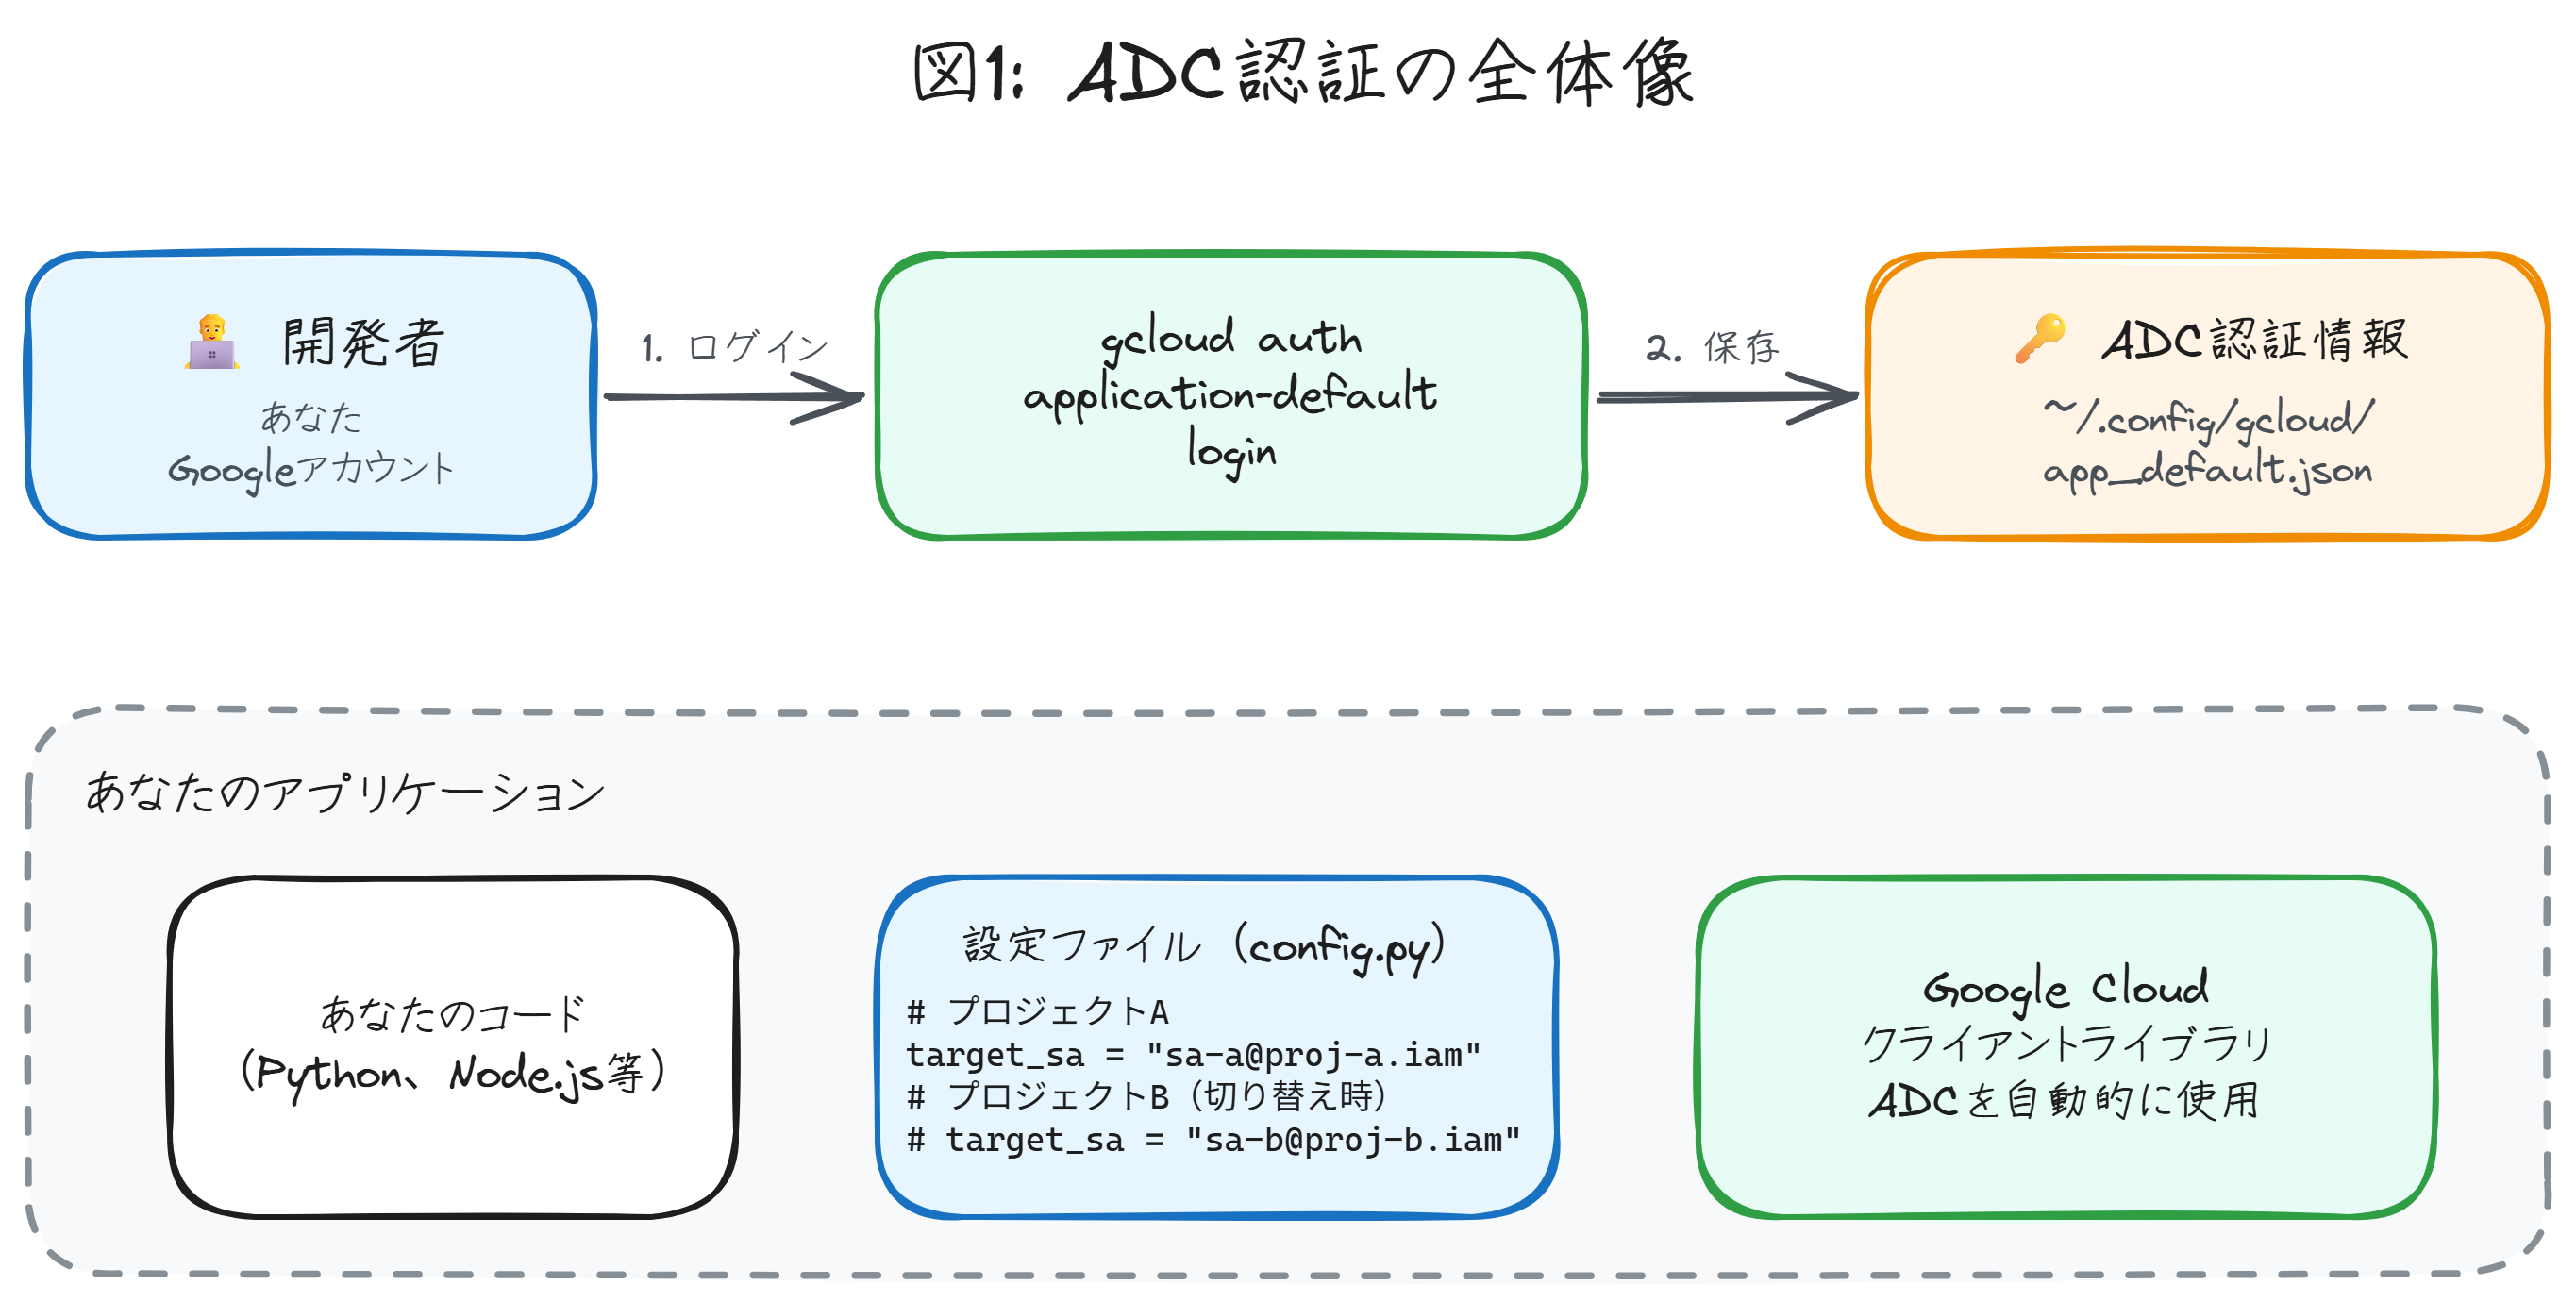 図1: ADC認証の全体像
開発者
あなた
Googleアカウント
1. ログイン
gcloud auth
application-default
login
2. 保存
ADC認証情報
~/.config/gcloud/
app_default.json
あなたのアプリケーション
あなたのコード
（Python、Node.js等）
設定ファイル（config.py）
# プロジェクトA
target_sa = "sa-a@proj-a.iam"
# プロジェクトB（切り替え時）
# target_sa = "sa-b@proj-b.iam"
Google Cloud
クライアントライブラリ
ADCを自動的に使用